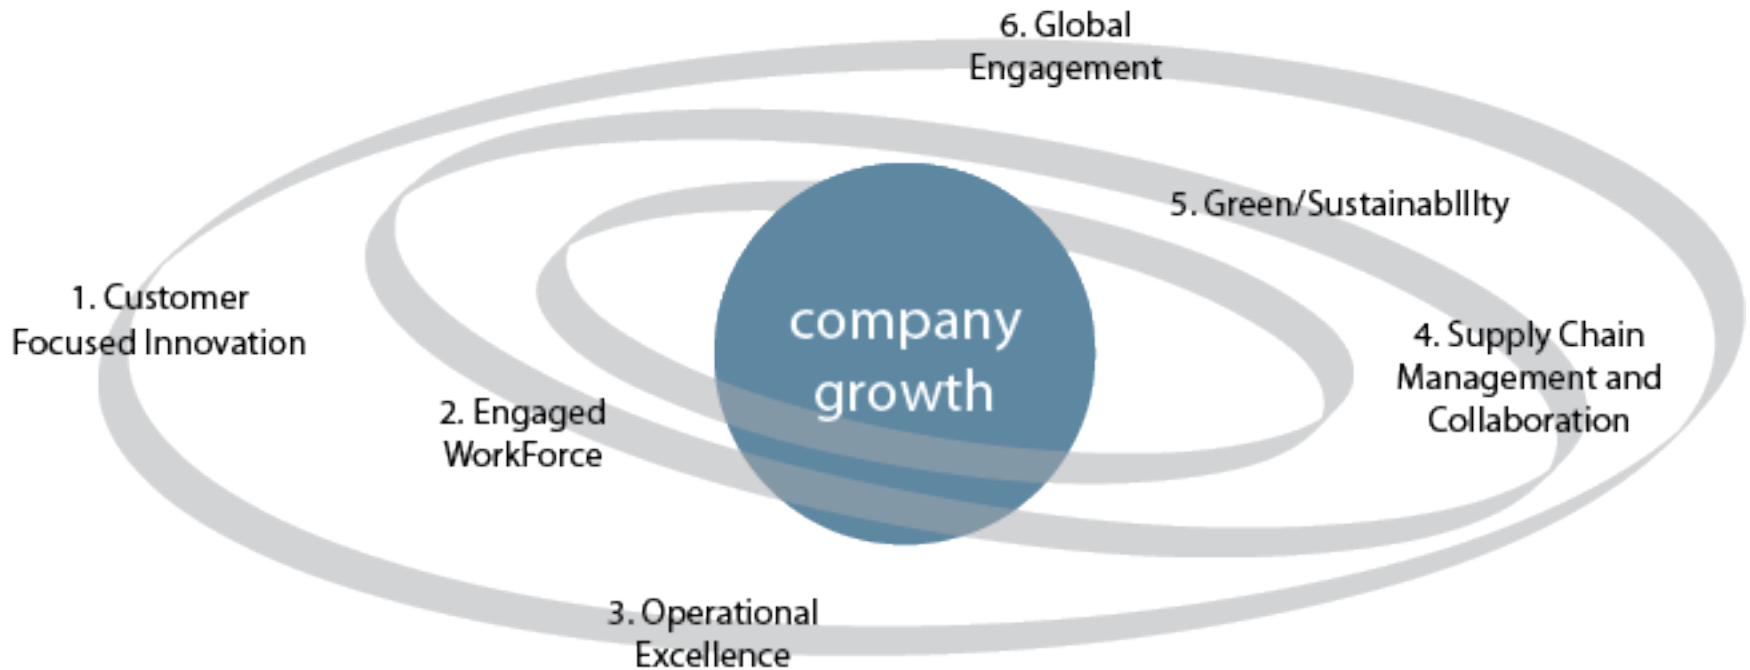 6. Global
Engagement
5. Green/SustainabIlIty
1. Customer
Focused Innovation
company
growth
4. Supply Chain
Management and
Collaboration
2. Engaged
WorkForce
3. Operational
Excellence